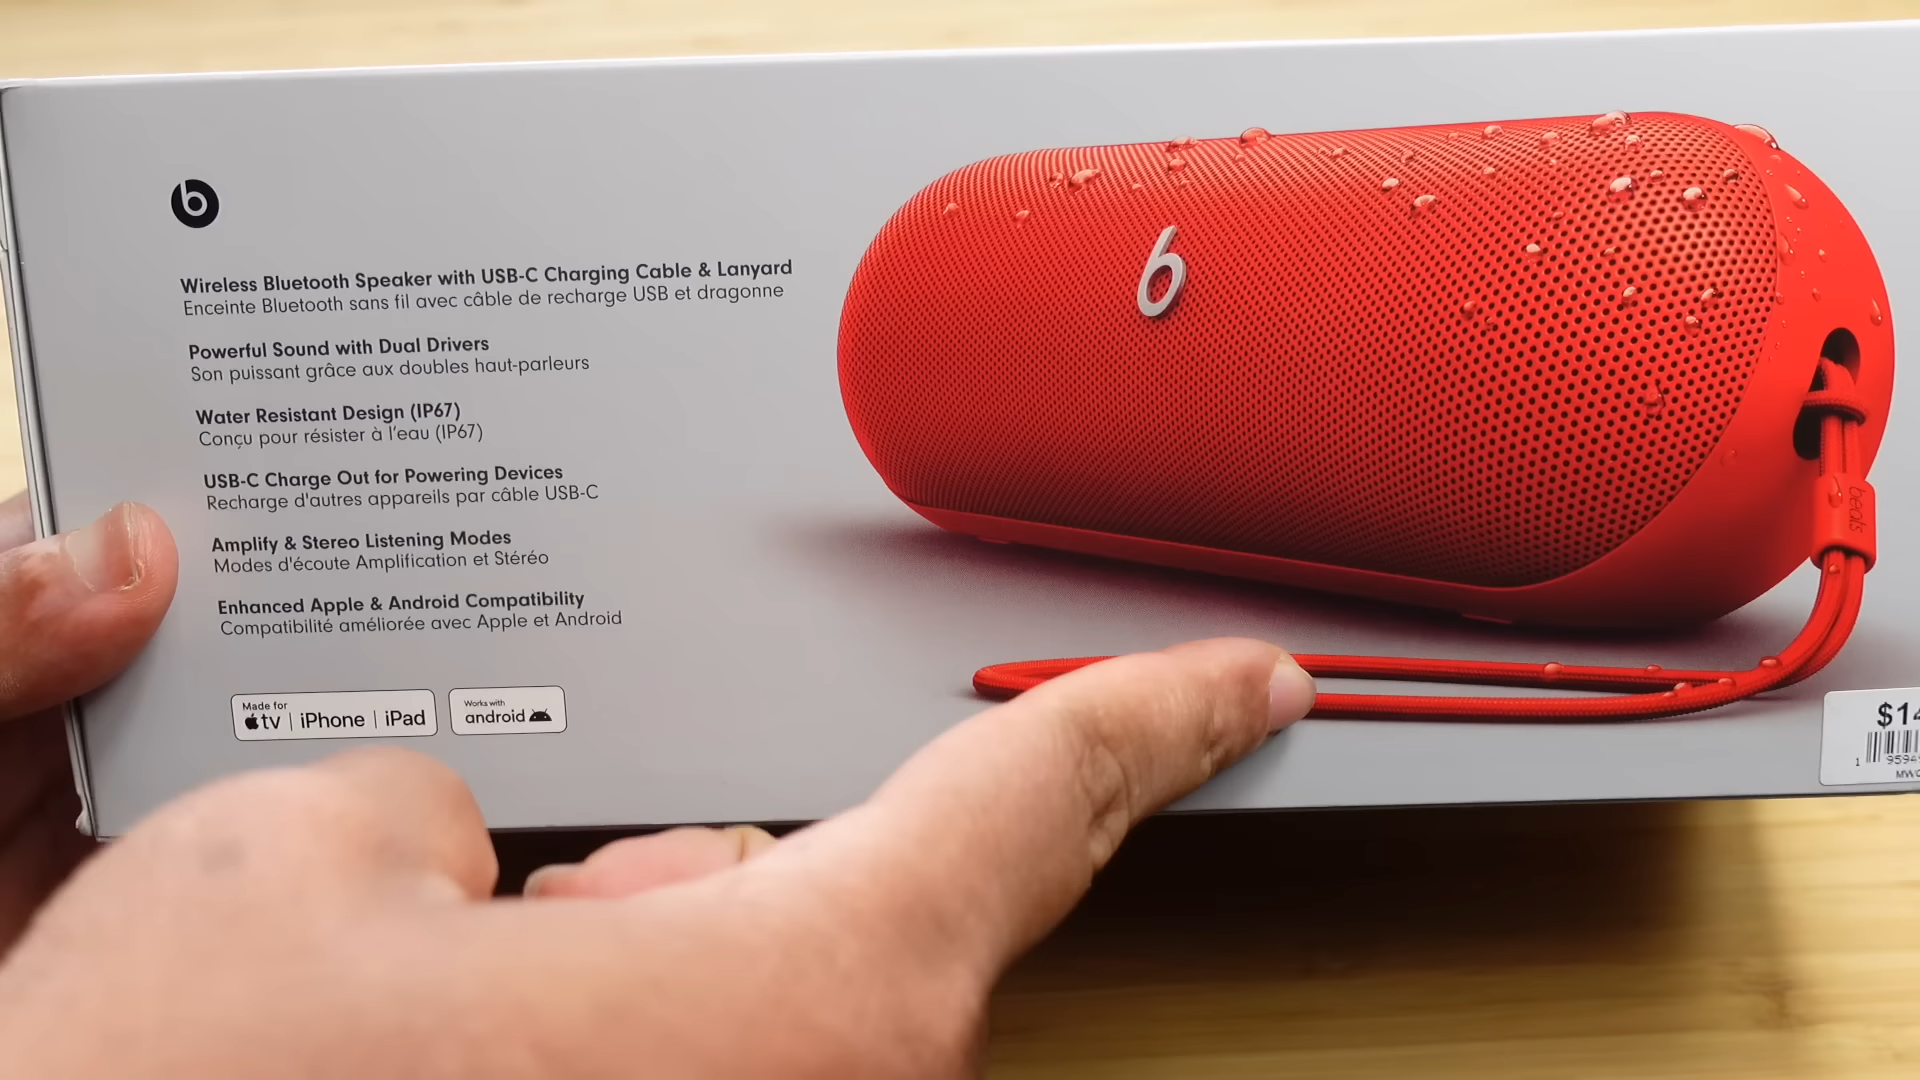 b
Wireless Bluetooth Speaker with USB-C Charging Cable & Lanyard
Enceinte Bluetooth sans fil avec câble de recharge USB et dragonne
Powerful Sound with Dual Drivers
Son puissant grâce aux doubles haut-parleurs
Water Resistant Design (IP67)
Conçu pour résister à l'eau (IP67)
USB-C Charge Out for Powering Devices
Recharge d'autres appareils par câble USB-C
Amplify & Stereo Listening Modes
Modes d'écoute Amplification et Stéréo
Enhanced Apple & Android Compatibility
Compatibilité améliorée avec Apple et Android
Made for
tv | iPhone | iPad
Works with
android
b
beats
$14
1 9594
MW